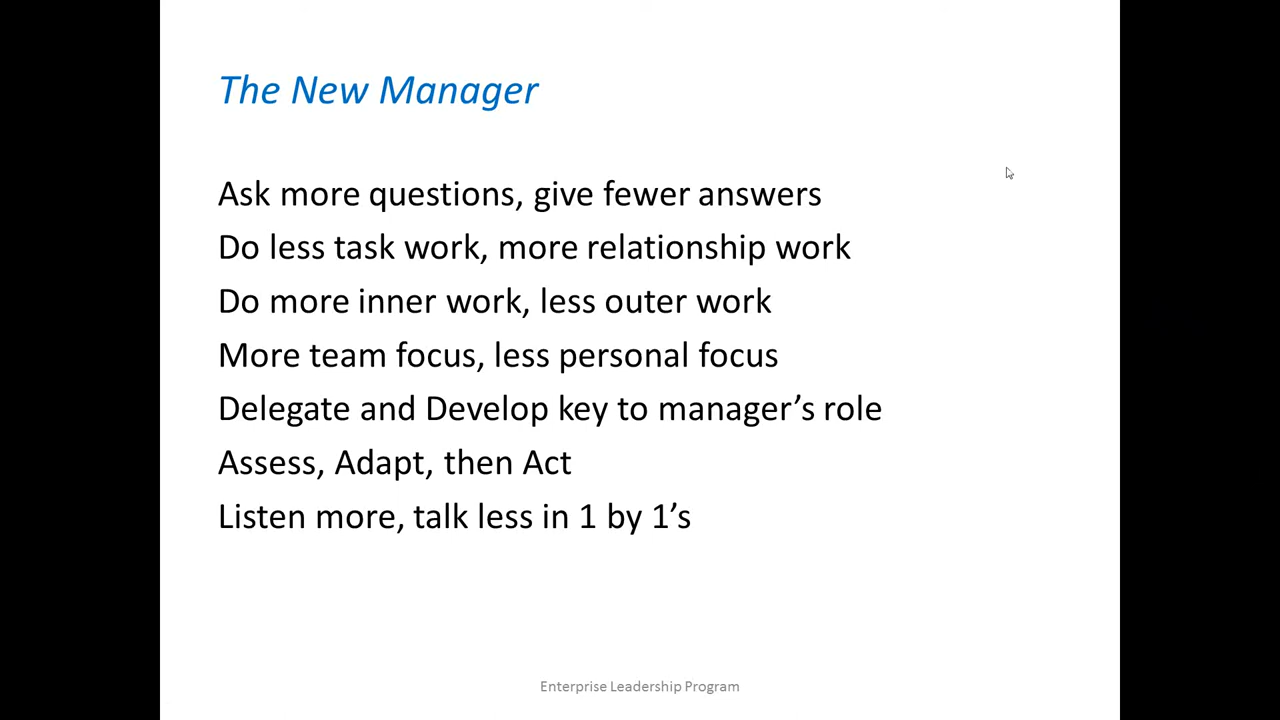 The New Manager
Ask more questions, give fewer answers
Do less task work, more relationship work
Do more inner work, less outer work
More team focus, less personal focus
Delegate and Develop key to manager’s role
Assess, Adapt, then Act
Listen more, talk less in 1 by 1’s
Enterprise Leadership Program